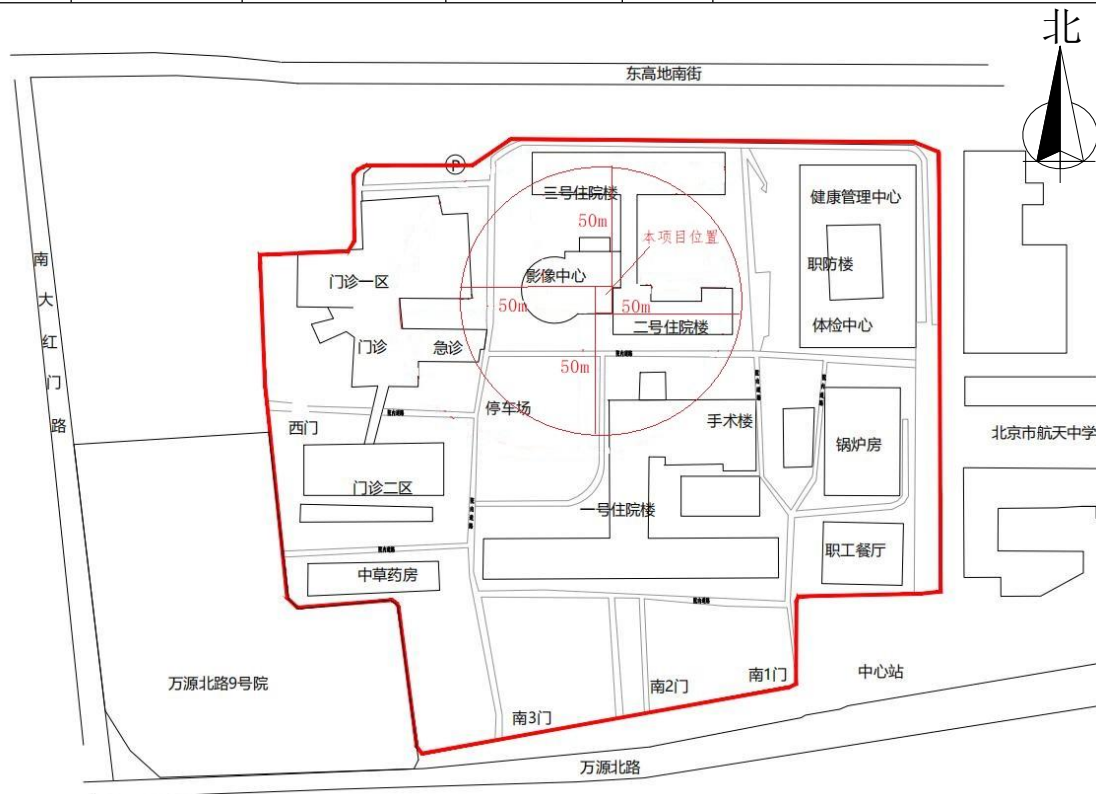 北
东高地南街
P
三号住院楼
健康管理中心
50m
本项目位置
南
大
红
门
路
门诊一区
影像中心
职防楼
50m
50m
二号住院楼
体检中心
门诊
急诊
50m
停车场
手术楼
西门
锅炉房
北京市航天中学
门诊二区
一号住院楼
职工餐厅
中草药房
万源北路9号院
南1门
中心站
南2门
南3门
万源北路